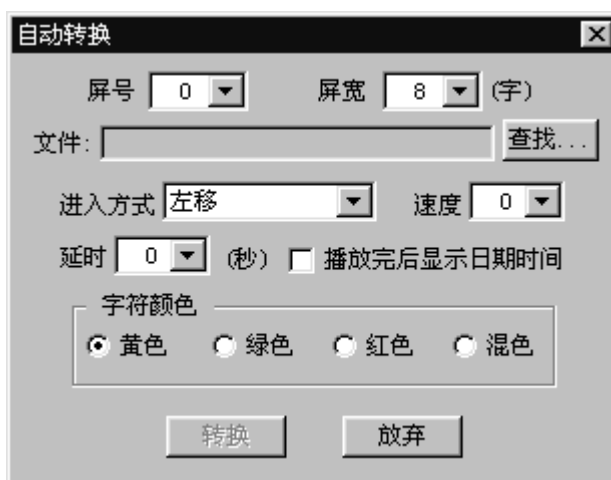 自动转换
屏号 0 屏宽 8 (字)
文件: 查找...
进入方式 左移 速度 0
延时 0 (秒) 播放完后显示日期时间
字符颜色
黄色 绿色 红色 混色
转换 放弃